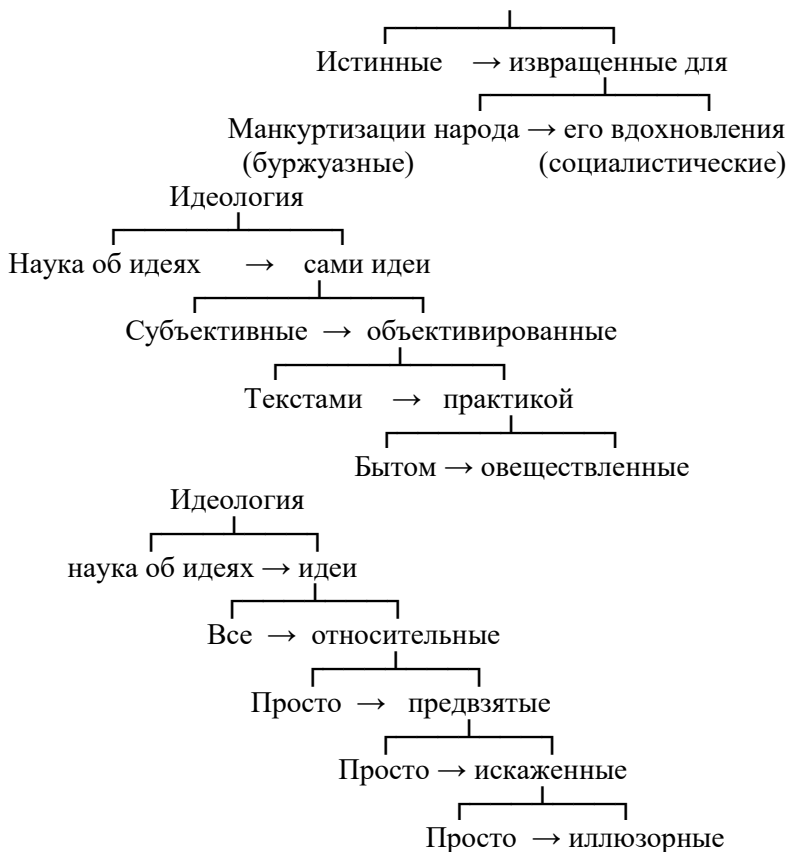 Истинные → извращенные для
Манкуртизации народа → его вдохновления
(буржуазные) (социалистические)
Идеология
Наука об идеях → сами идеи
Субъективные → объективированные
Текстами → практикой
Бытом → овеществленные
Идеология
наука об идеях → идеи
Все → относительные
Просто → предвзятые
Просто → искаженные
Просто → иллюзорные